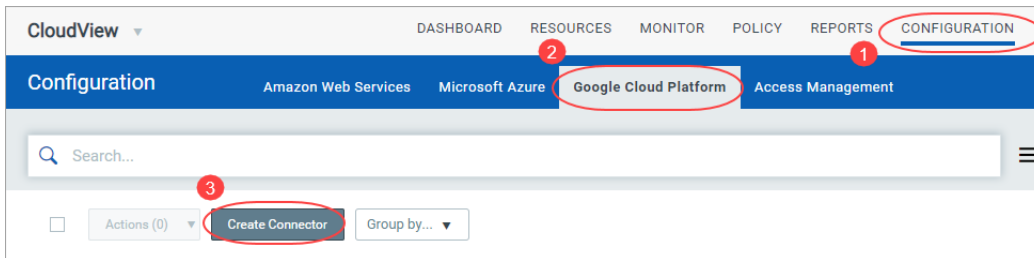 CloudView DASHBOARD RESOURCES MONITOR POLICY REPORTS CONFIGURATION
2 1
Configuration Amazon Web Services Microsoft Azure Google Cloud Platform Access Management
Search...
3
Actions (0) Create Connector Group by...